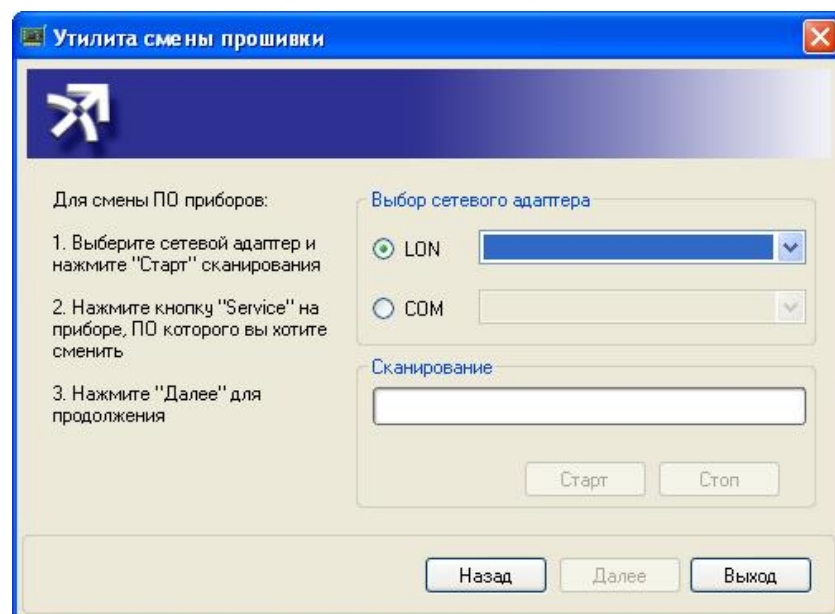 Утилита смены прошивки
Для смены ПО приборов:
1. Выберите сетевой адаптер и
нажмите "Старт" сканирования
2. Нажмите кнопку "Service" на
приборе, ПО которого вы хотите
сменить
3. Нажмите "Далее" для
продолжения
Выбор сетевого адаптера
LON
COM
Сканирование
Старт
Стоп
Назад
Далее
Выход